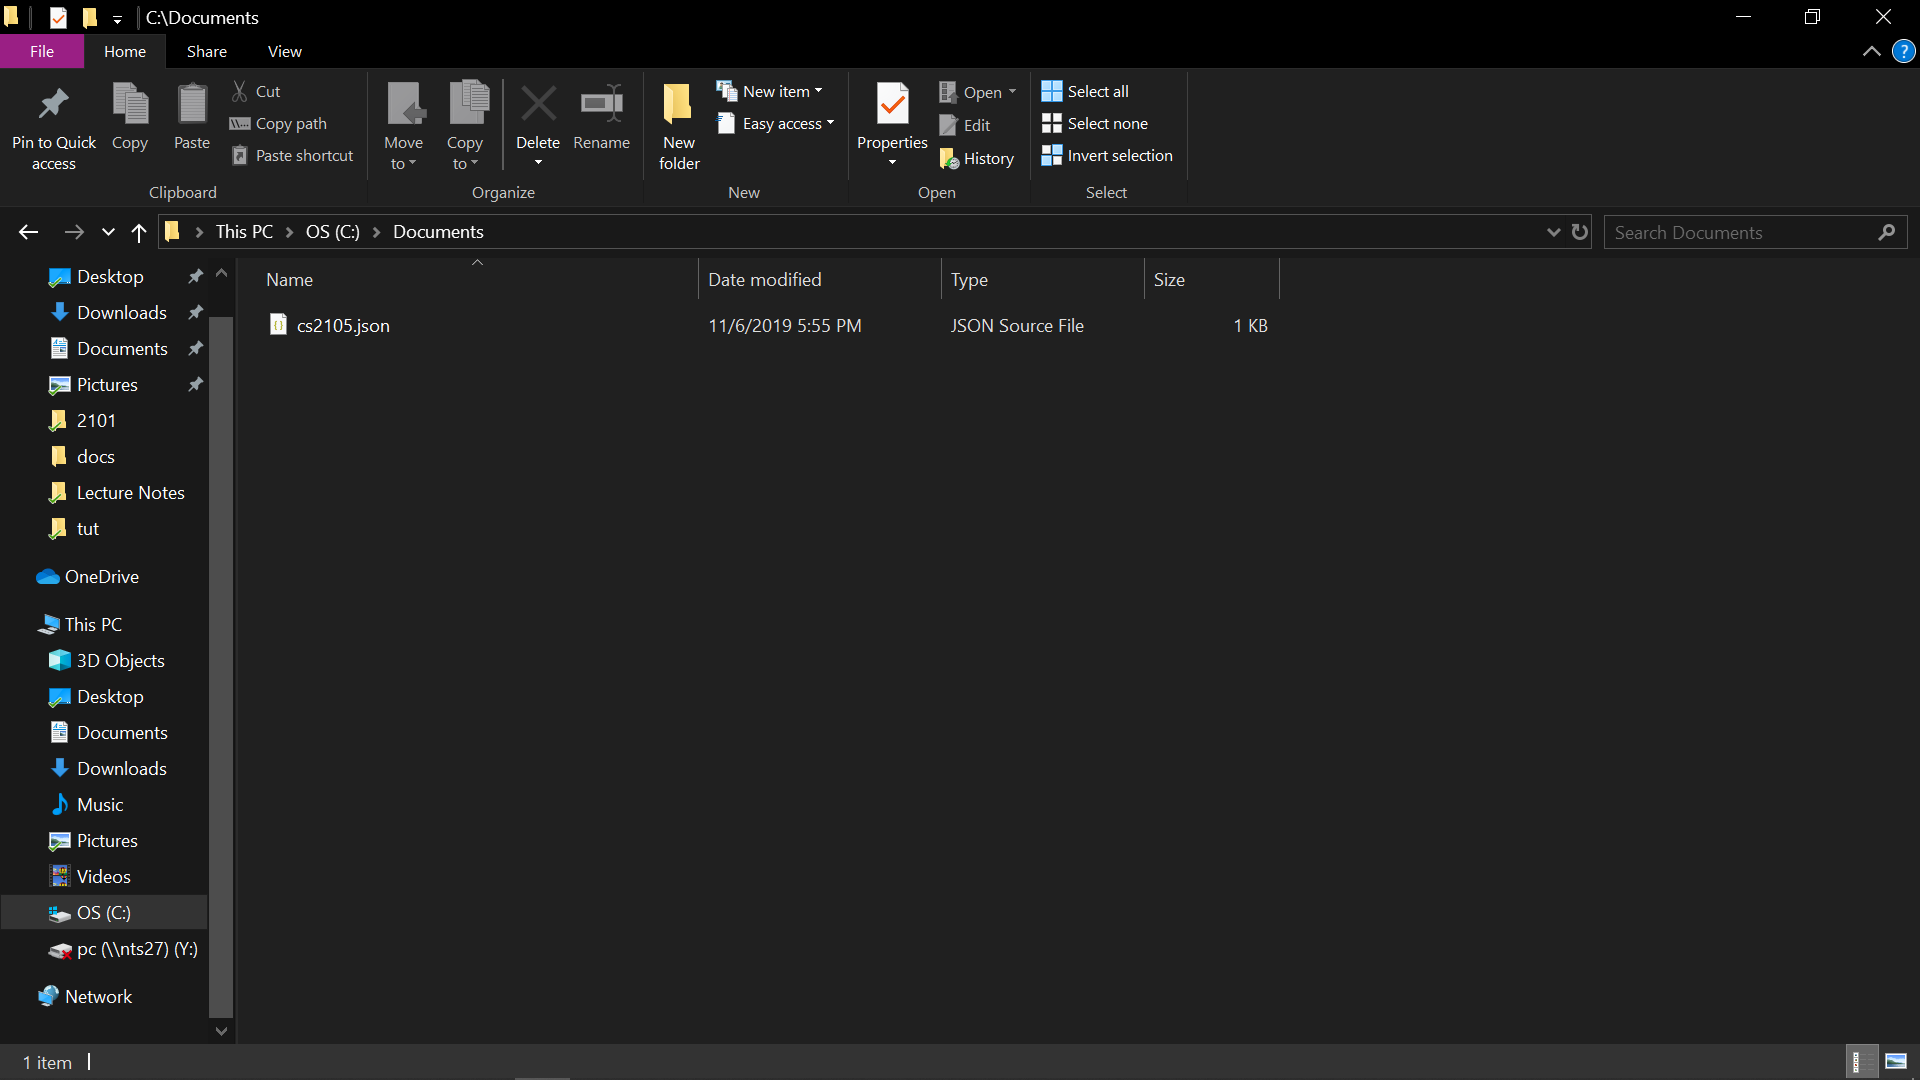 C:\Documents
File Home Share View
Pin to Quick access
Copy
Paste
Cut
Copy path
Paste shortcut
Clipboard
Move to
Copy to
Delete
Rename
Organize
New folder
New item
Easy access
New
Properties
Open
Edit
History
Open
Select all
Select none
Invert selection
Select
This PC > OS (C:) > Documents
Search Documents
Name Date modified Type Size
cs2105.json 11/6/2019 5:55 PM JSON Source File 1 KB
Desktop
Downloads
Documents
Pictures
2101
docs
Lecture Notes
tut
OneDrive
This PC
3D Objects
Desktop
Documents
Downloads
Music
Pictures
Videos
OS (C:)
pc (\\nts27) (Y:)
Network
1 item